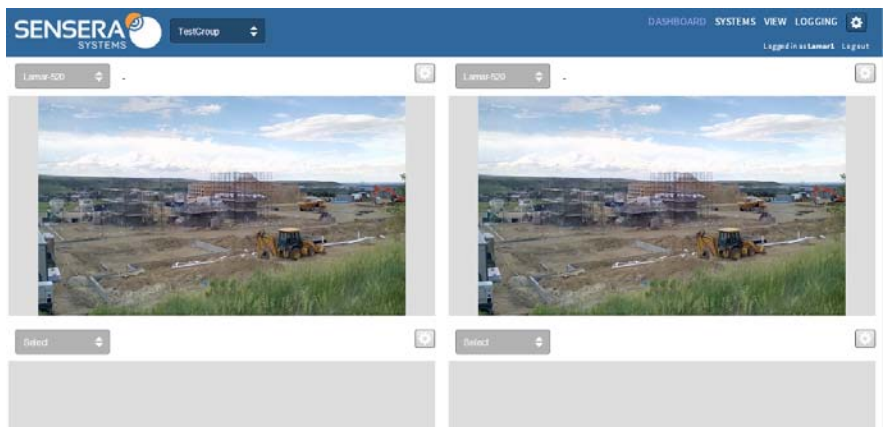 SENSERA
SYSTEMS
TestGroup
DASHBOARD SYSTEMS VIEW LOGGING
Logged in as Lamar1 Logout
Lamar-520 -
Lamar-520 -
Select
Select